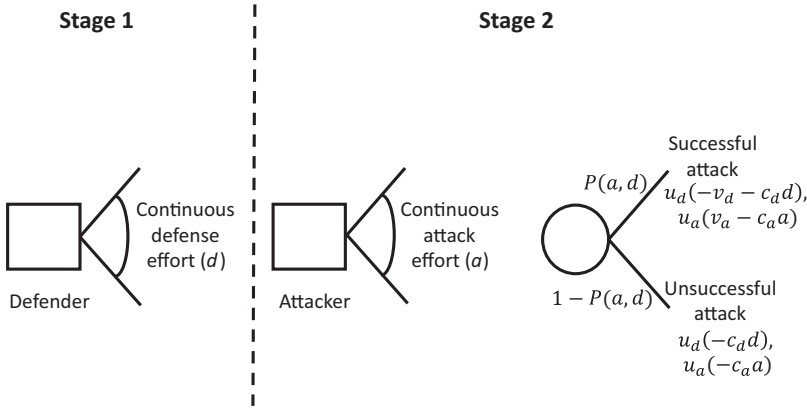 Stage 1
Stage 2
Defender
Continuous
defense
effort (d)
Attacker
Continuous
attack
effort (a)
P(a, d)
1 − P(a, d)
Successful
attack
u_d(−v_d − c_d d),
u_a(v_a − c_a a)
Unsuccessful
attack
u_d(−c_d d),
u_a(−c_a a)